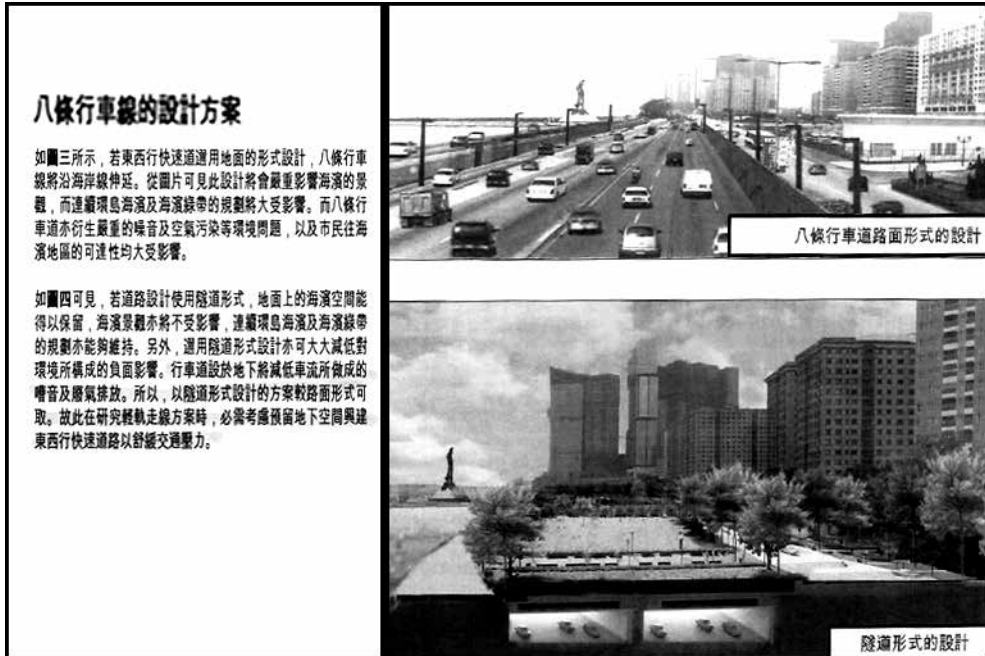 八條行車線的設計方案
如圖三所示，若東西行快速道選用地面的形式設計，八條行車
線將沿海岸線伸延。從圖片可見此設計將會嚴重影響海濱的景
觀，而連續環島海濱及海濱綠帶的規劃將大受影響。而八條行
車道亦衍生嚴重的噪音及空氣污染等環境問題，以及市民往海
濱地區的可達性均大受影響。
如圖四可見，若道路設計使用隧道形式，地面上的海濱空間能
得以保留，海濱景觀亦將不受影響，連續環島海濱及海濱綠帶
的規劃亦能夠維持。另外，選用隧道形式設計亦可大大減低對
環境所構成的負面影響。行車道設於地下將減低車流所做成的
嘈音及廢氣排放。所以，以隧道形式設計的方案較路面形式可
取。故此在研究輕軌走線方案時，必需考慮預留地下空間興建
東西行快速道路以舒緩交通壓力。
八條行車道路面形式的設計
隧道形式的設計